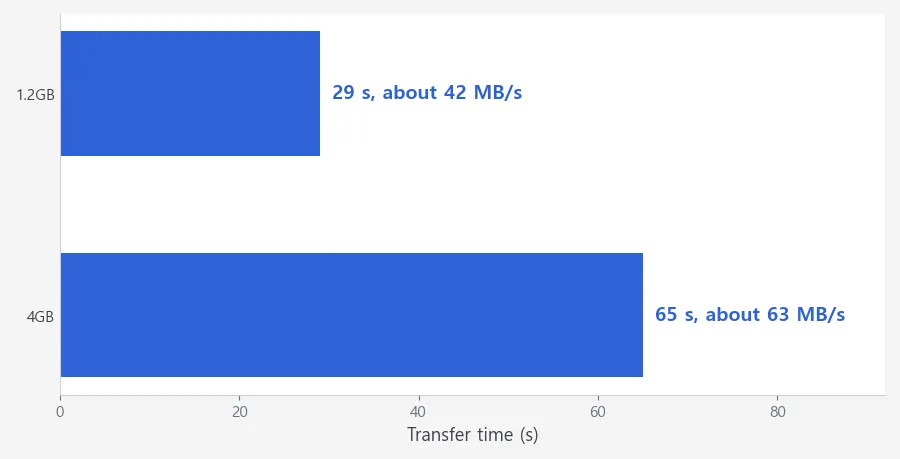 1.2GB
29 s, about 42 MB/s
4GB
65 s, about 63 MB/s
0 20 40 60 80
Transfer time (s)